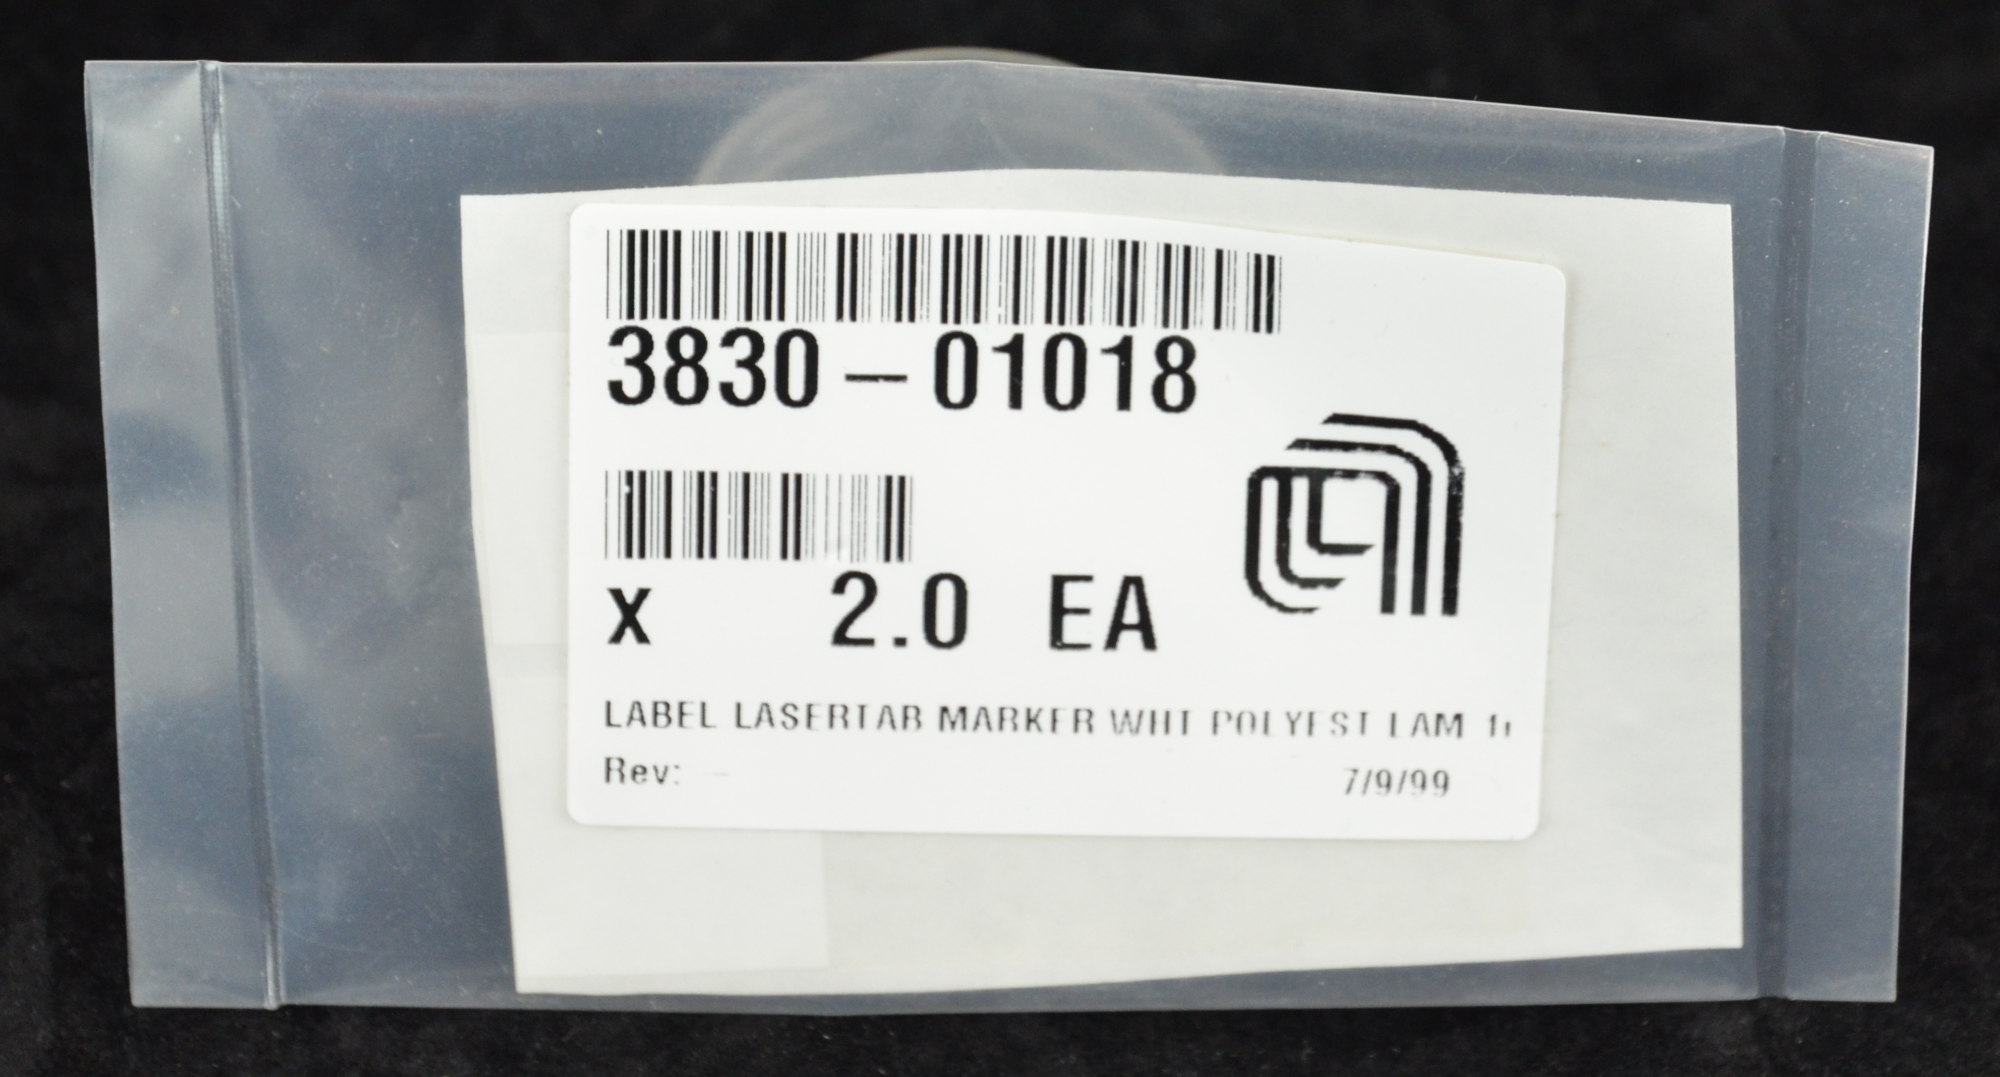 3830-01018
x 2.0 EA
LABEL LASERTAB MARKER WHT POLYEST LAM
Rev: -
7/9/99